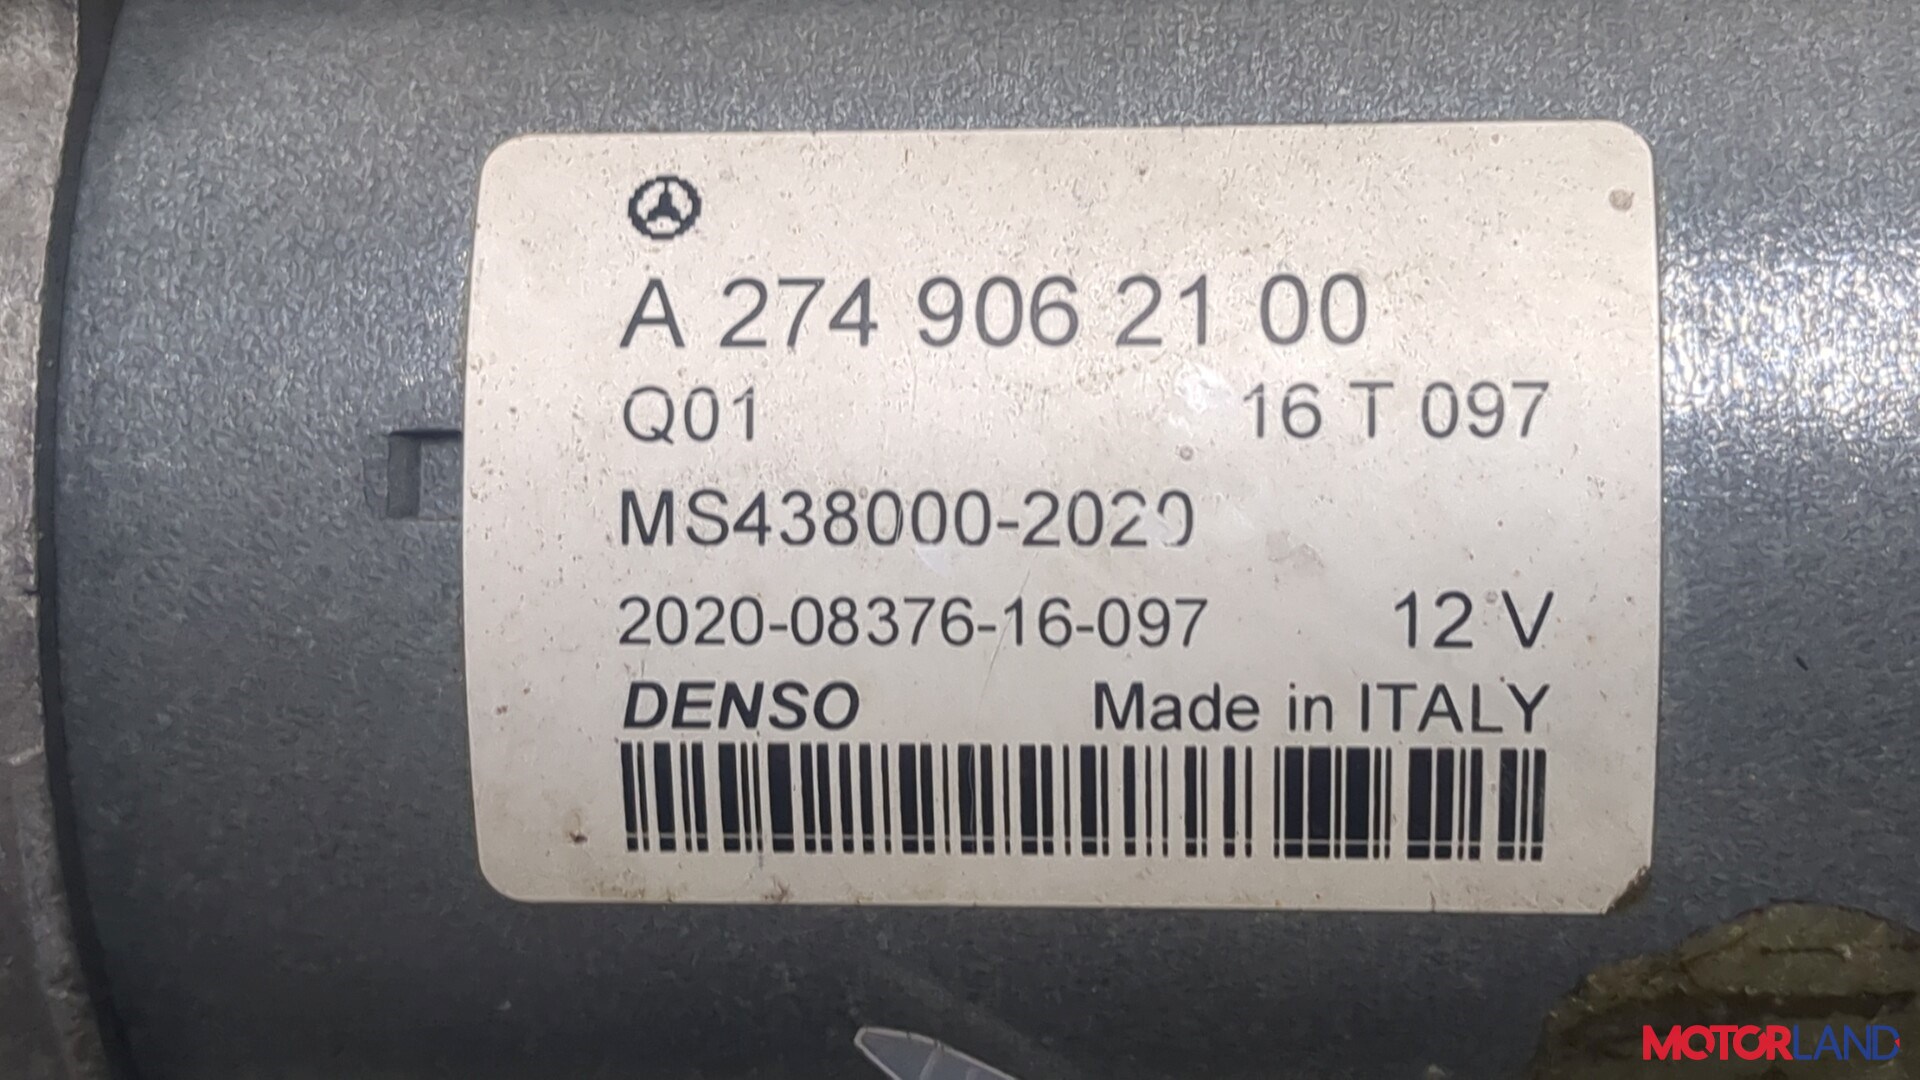 A 274 906 21 00
Q01 16 T 097
MS438000-2020
2020-08376-16-097 12 V
DENSO Made in ITALY
MOTORLAND